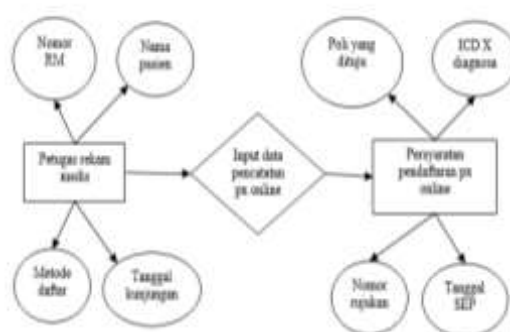 Nomor
RM
Nama
pasien
Poli yang
dituju
ICD X
diagnosa
Petugas rekam
medis
Input data
pencatatan
px online
Persyaratan
pendaftaran px
online
Metode
daftar
Tanggal
kunjungan
Nomor
rujukan
Tanggal
SEP